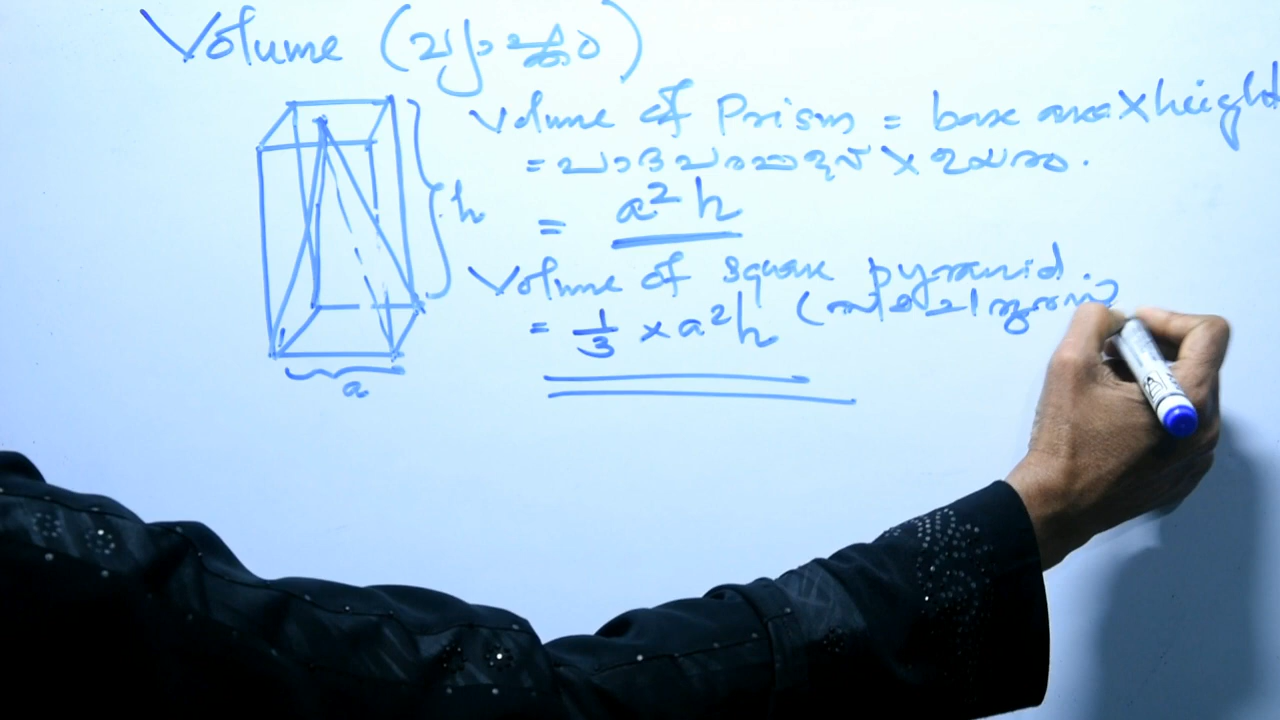 Volume (വ്യാപ്തം)
Volume of Prism = base area × height
= പാദപരപ്പളവ് × ഉയരം.
h
= a²h
Volume of square pyramid.
= 1/3 × a²h (
a